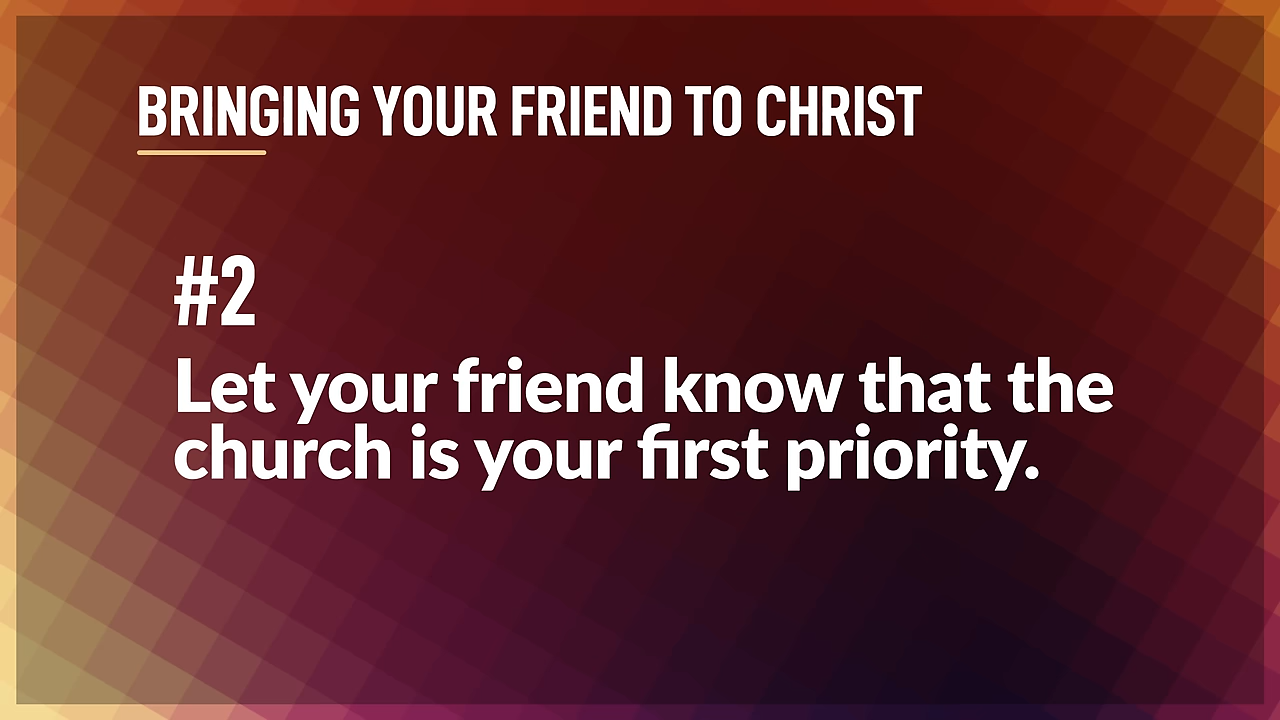 BRINGING YOUR FRIEND TO CHRIST
#2
Let your friend know that the
church is your first priority.